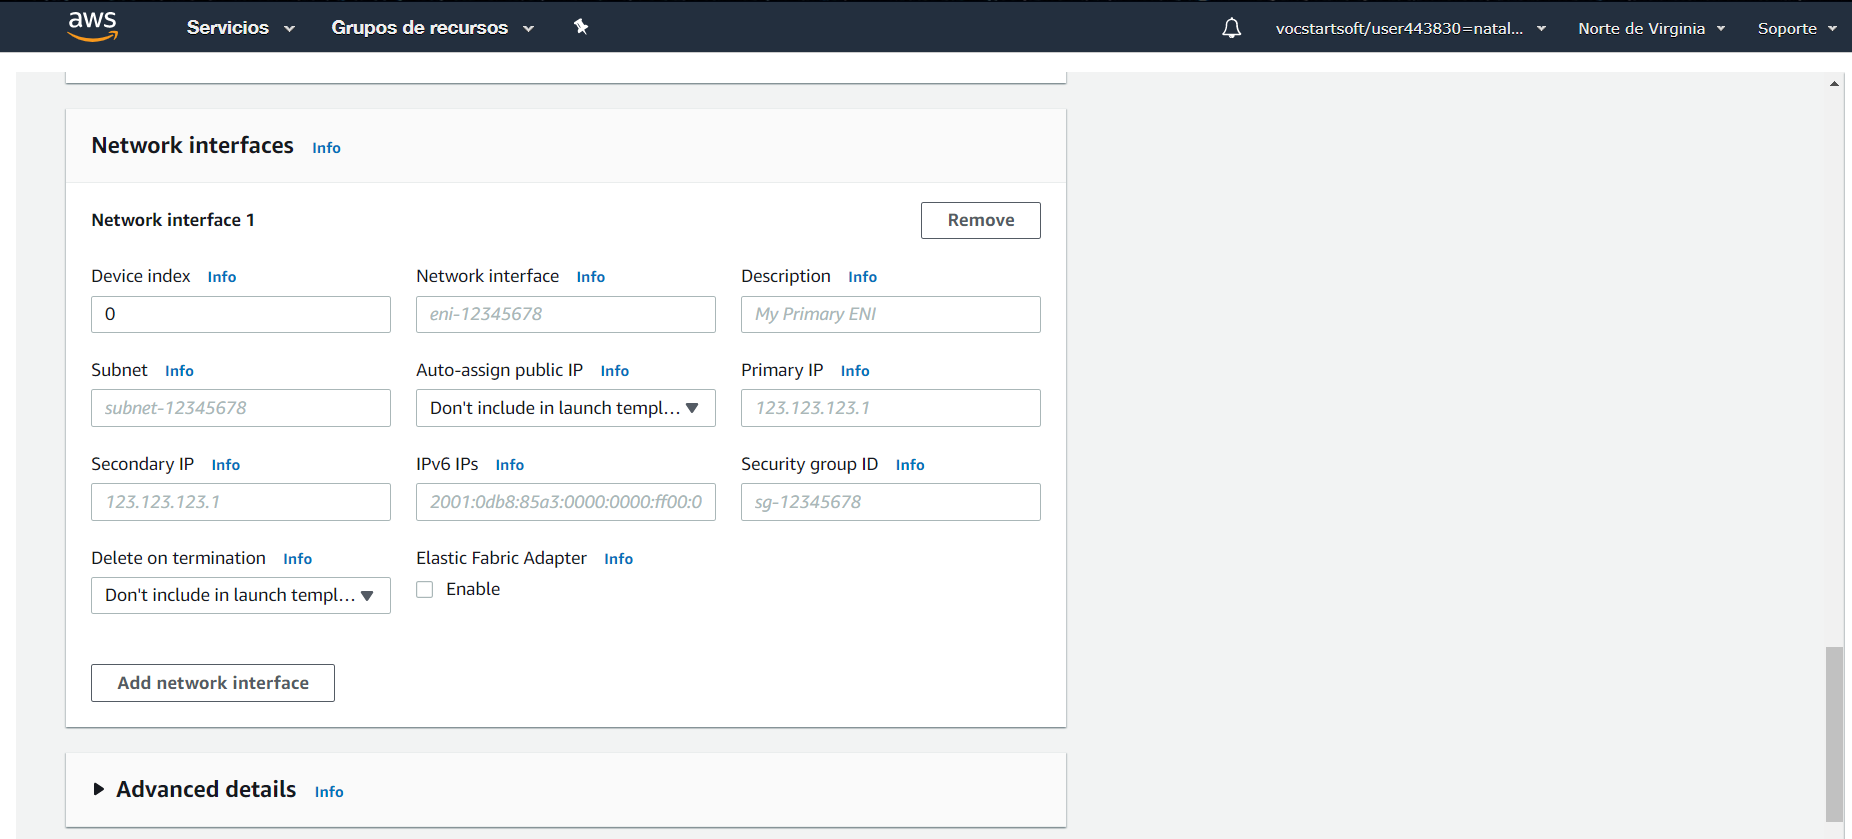 aws Servicios Grupos de recursos vocstartsoft/user443830=natal... Norte de Virginia Soporte
Network interfaces Info
Network interface 1 Remove
Device index Info Network interface Info Description Info
0 eni-12345678 My Primary ENI
Subnet Info Auto-assign public IP Info Primary IP Info
subnet-12345678 Don't include in launch templ... 123.123.123.1
Secondary IP Info IPv6 IPs Info Security group ID Info
123.123.123.1 2001:0db8:85a3:0000:0000:ff00:0 sg-12345678
Delete on termination Info Elastic Fabric Adapter Info
Don't include in launch templ... Enable
Add network interface
Advanced details Info